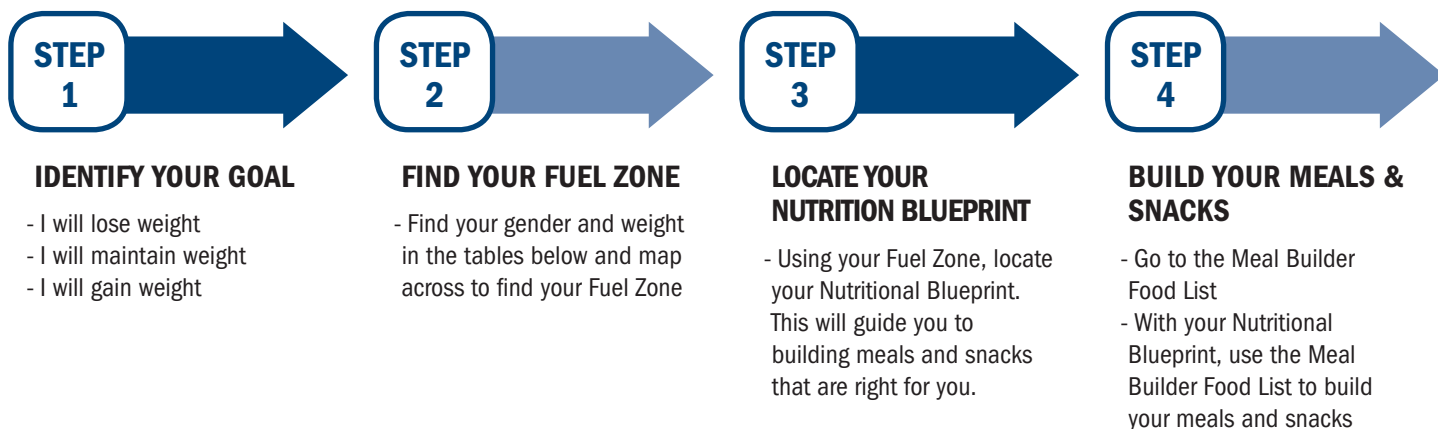 STEP
1
IDENTIFY YOUR GOAL
- I will lose weight
- I will maintain weight
- I will gain weight
STEP
2
FIND YOUR FUEL ZONE
- Find your gender and weight
in the tables below and map
across to find your Fuel Zone
STEP
3
LOCATE YOUR
NUTRITION BLUEPRINT
- Using your Fuel Zone, locate
your Nutritional Blueprint.
This will guide you to
building meals and snacks
that are right for you.
STEP
4
BUILD YOUR MEALS &
SNACKS
- Go to the Meal Builder
Food List
- With your Nutritional
Blueprint, use the Meal
Builder Food List to build
your meals and snacks